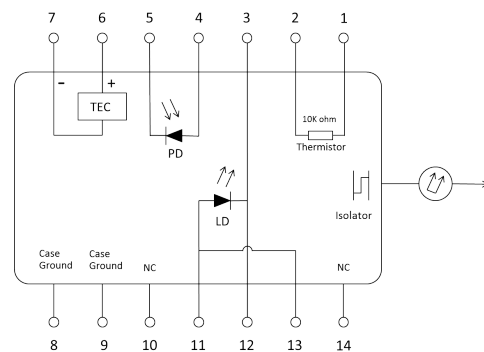 7 6 5 4 3 2 1
- +
TEC
10K ohm
Thermistor
PD
LD
Isolator
Case
Ground
Case
Ground
NC
NC
8 9 10 11 12 13 14